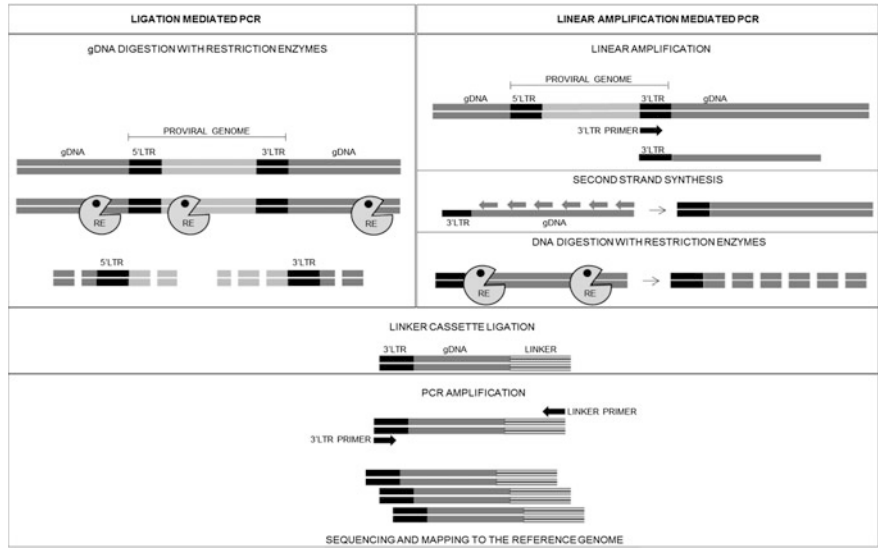 LIGATION MEDIATED PCR
gDNA DIGESTION WITH RESTRICTION ENZYMES
PROVIRAL GENOME
gDNA 5'LTR 3'LTR gDNA
RE RE RE
5'LTR 3'LTR
LINEAR AMPLIFICATION MEDIATED PCR
LINEAR AMPLIFICATION
PROVIRAL GENOME
gDNA 5'LTR 3'LTR gDNA
3'LTR PRIMER
3'LTR
SECOND STRAND SYNTHESIS
3'LTR gDNA
DNA DIGESTION WITH RESTRICTION ENZYMES
RE RE
LINKER CASSETTE LIGATION
3'LTR gDNA LINKER
PCR AMPLIFICATION
LINKER PRIMER
3'LTR PRIMER
SEQUENCING AND MAPPING TO THE REFERENCE GENOME